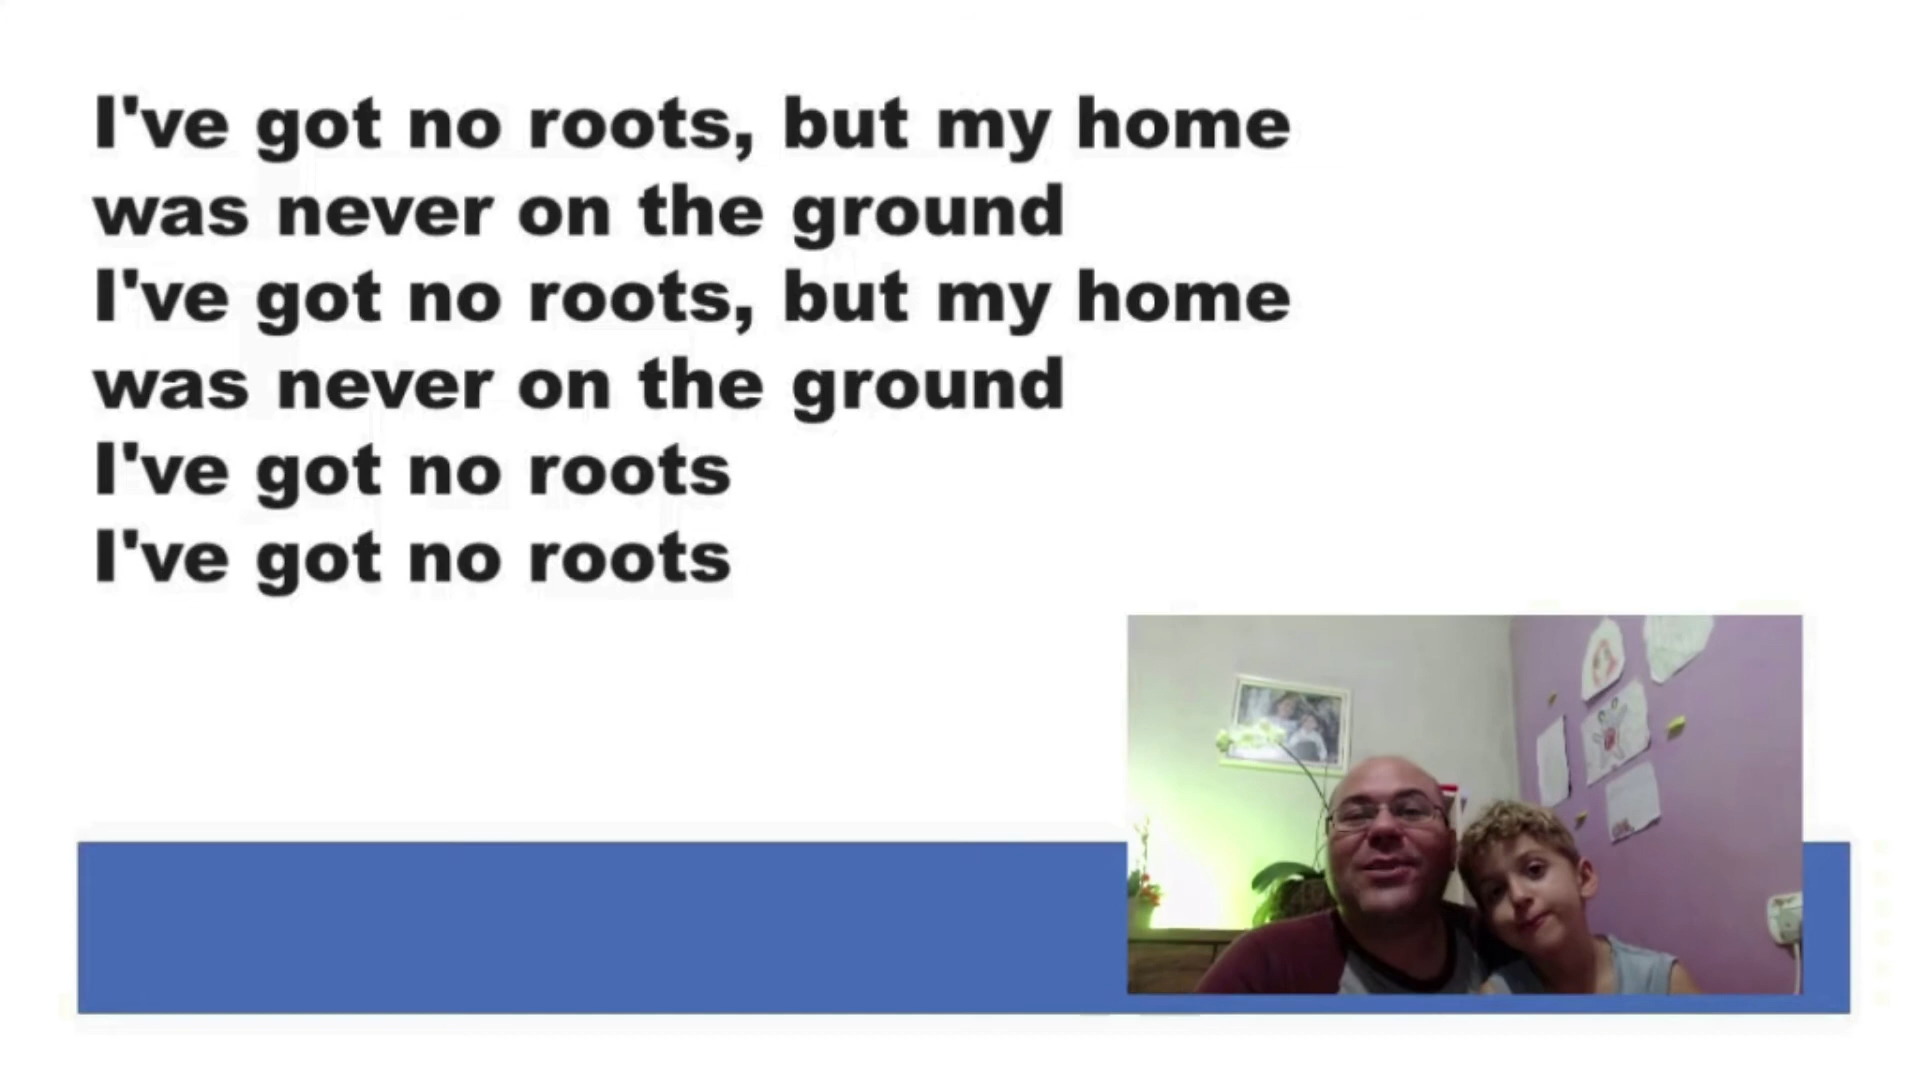 I've got no roots, but my home
was never on the ground
I've got no roots, but my home
was never on the ground
I've got no roots
I've got no roots